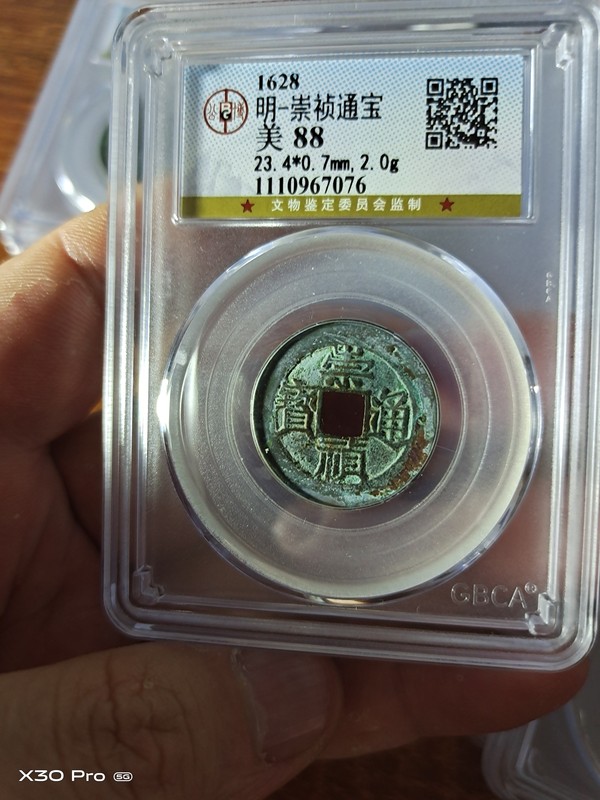 1628
明-崇祯通宝
美 88
23.4*0.7mm, 2.0g
1110967076
★ 文物鉴定委员会监制 ★
崇
寶 通
禎
GBCA®
X30 Pro 5G